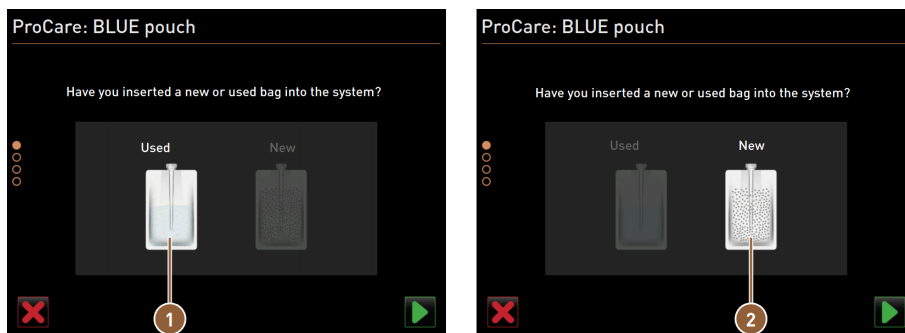 ProCare: BLUE pouch
Have you inserted a new or used bag into the system?
Used New
1
ProCare: BLUE pouch
Have you inserted a new or used bag into the system?
Used New
2